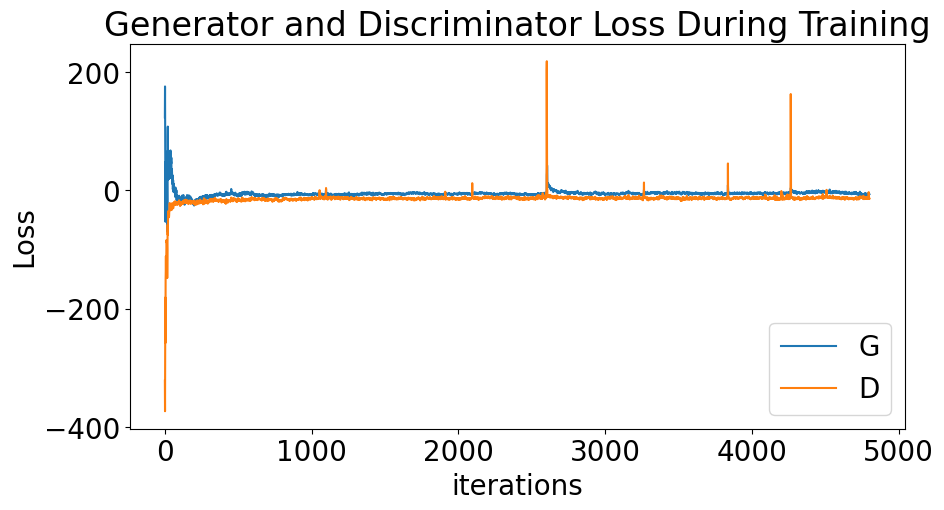 Generator and Discriminator Loss During Training
200
0
−200
−400
Loss
0 1000 2000 3000 4000 5000
iterations
G
D